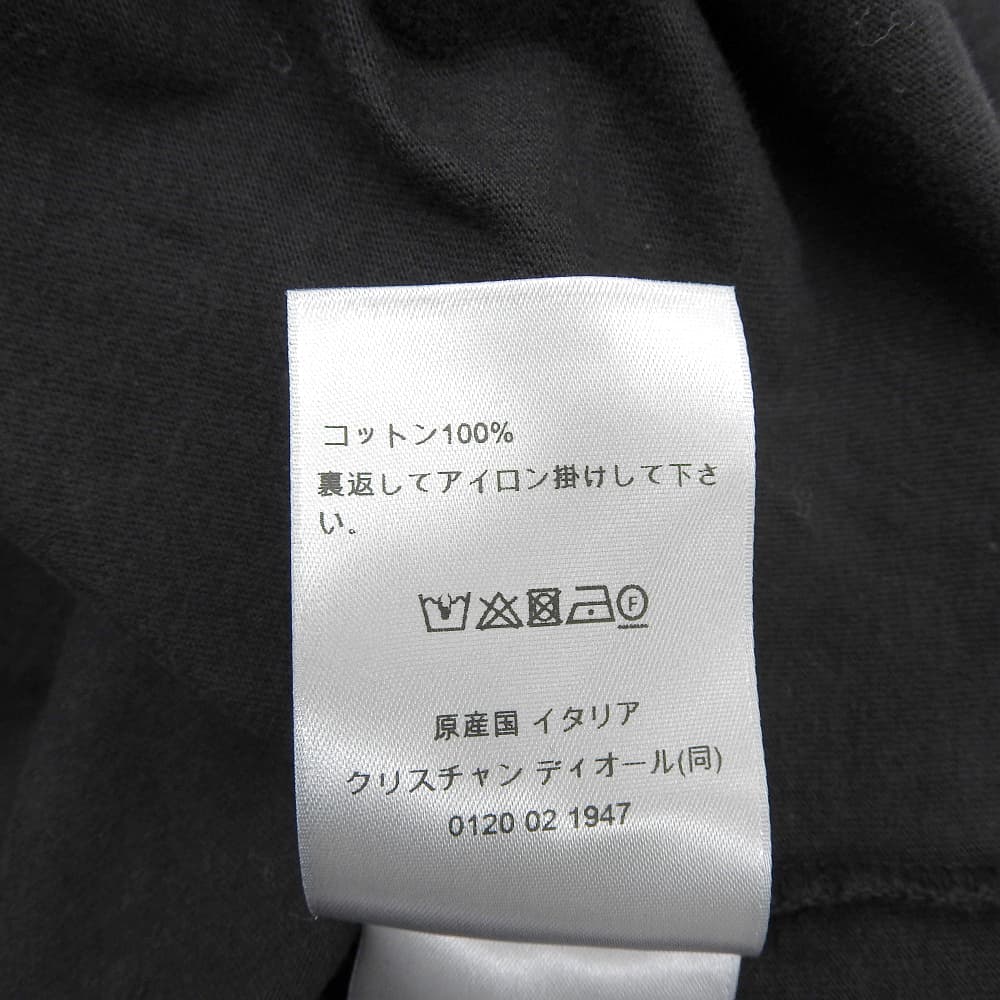 コットン100%
裏返してアイロン掛けして下さ
い。
F
原産国 イタリア
クリスチャン ディオール(同)
0120 02 1947